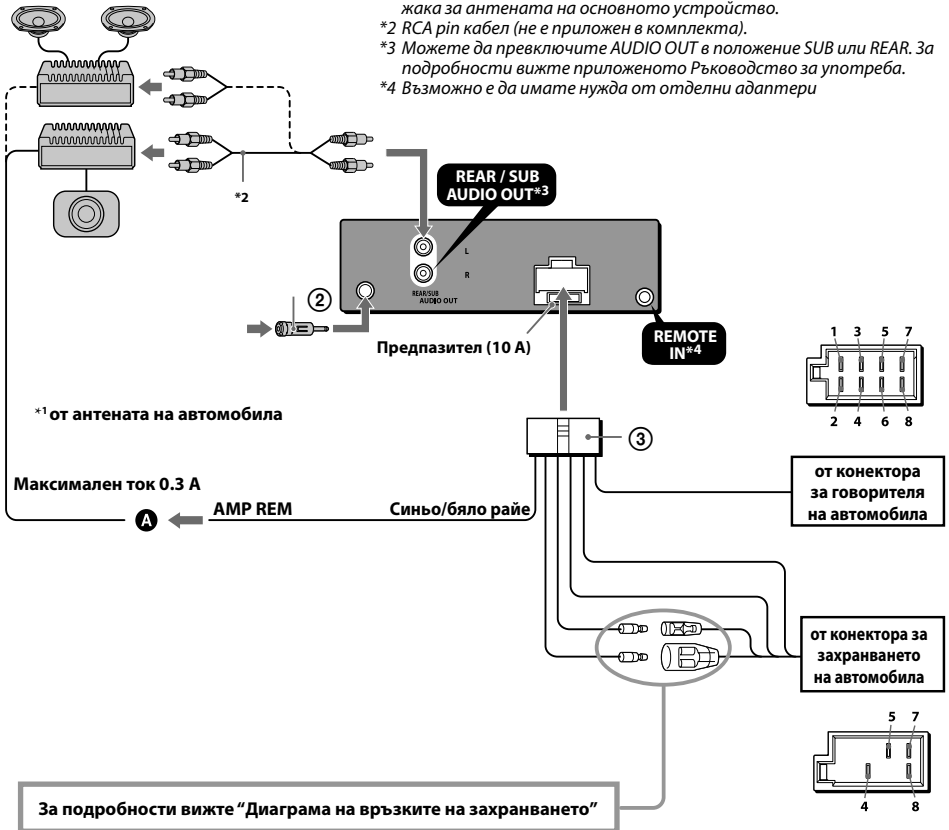 жака за антената на основното устройство.
*2 RCA pin кабел (не е приложен в комплекта).
*3 Можете да превключите AUDIO OUT в положение SUB или REAR. За
подробности вижте приложеното Ръководство за употреба.
*4 Възможно е да имате нужда от отделни адаптери
*2
REAR / SUB
AUDIO OUT*3
L
R
REAR/SUB
AUDIO OUT
②
Предпазител (10 A)
REMOTE
IN*4
1 3 5 7
2 4 6 8
*1 от антената на автомобила
③
Максимален ток 0.3 A
A
AMP REM
Синьо/бяло райе
от конектора
за говорителя
на автомобила
от конектора за
захранването
на автомобила
5 7
4 8
За подробности вижте “Диаграма на връзките на захранването”